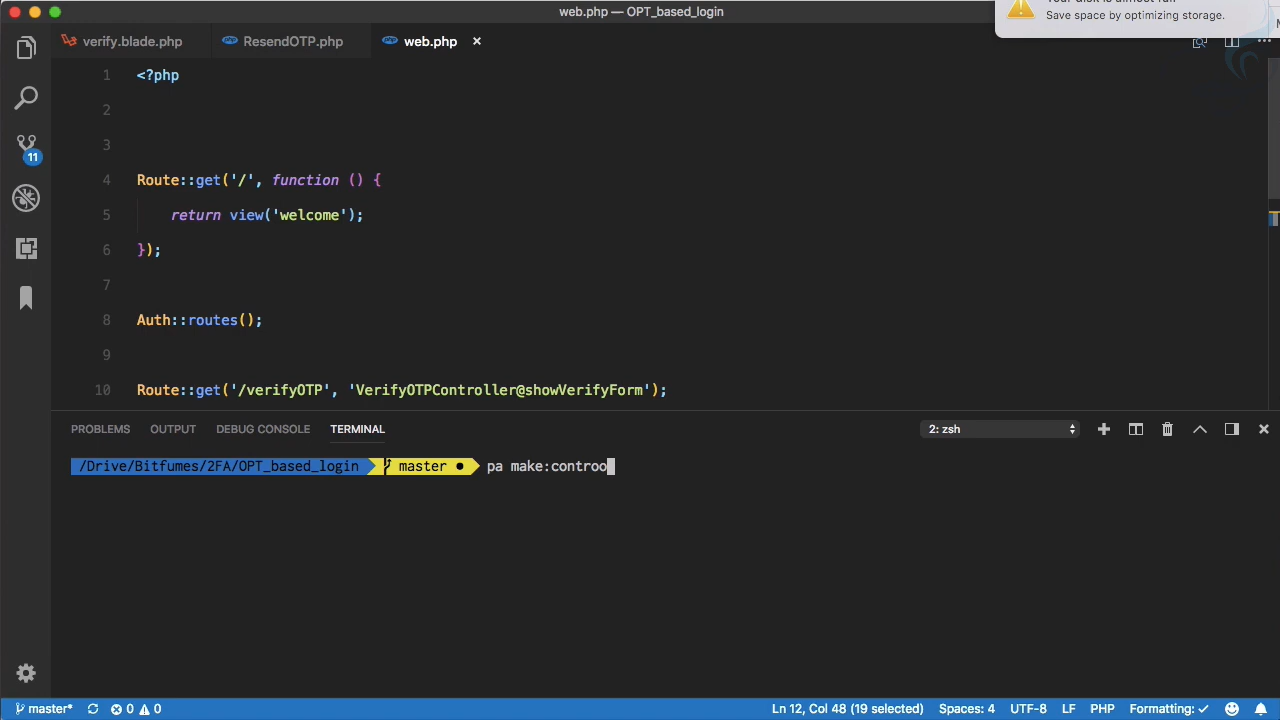 web.php — OPT_based_login
Save space by optimizing storage.
verify.blade.php
ResendOTP.php
web.php
1 <?php
2
3
4 Route::get('/', function () {
5 return view('welcome');
6 });
7
8 Auth::routes();
9
10 Route::get('/verifyOTP', 'VerifyOTPController@showVerifyForm');
11
PROBLEMS OUTPUT DEBUG CONSOLE TERMINAL 2: zsh
/Drive/Bitfumes/2FA/OPT_based_login master ● pa make:controo
master* 0 0 Ln 12, Col 48 (19 selected) Spaces: 4 UTF-8 LF PHP Formatting: ✓